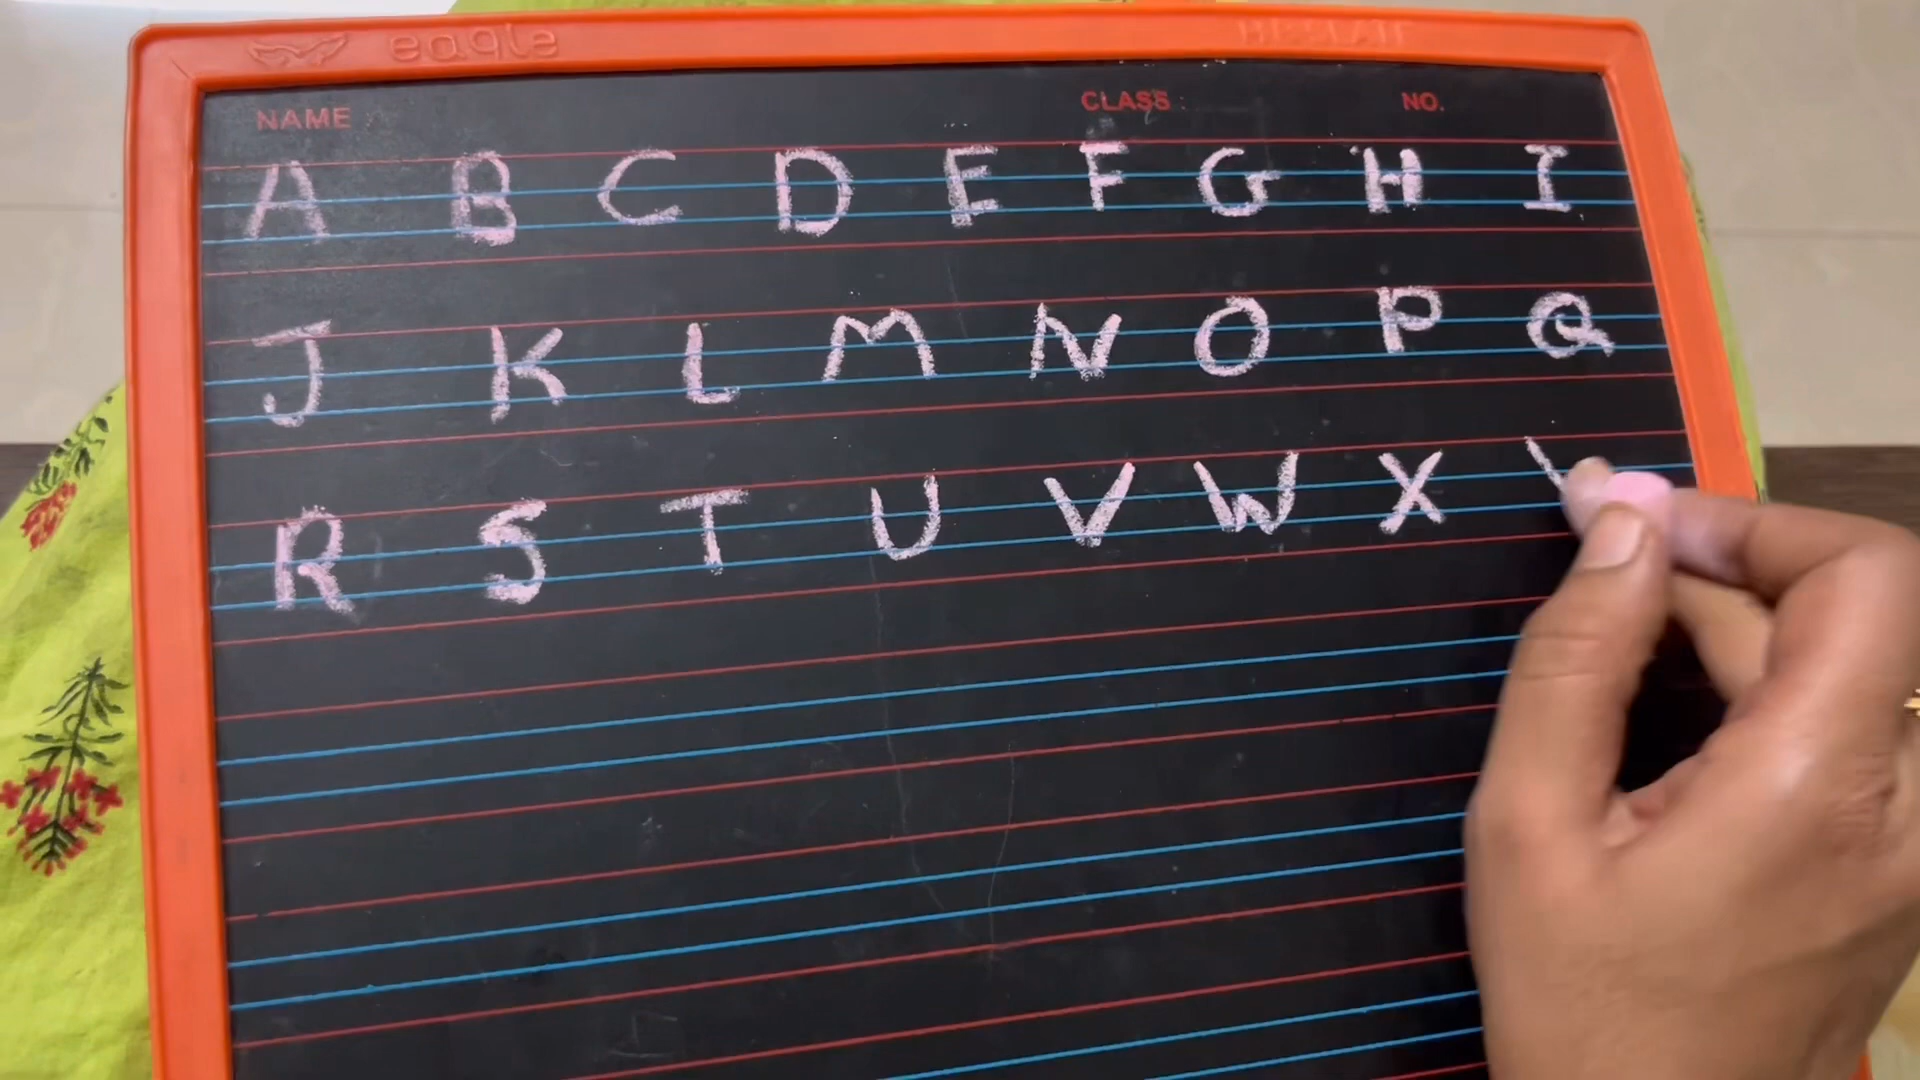 eagle
NAME CLASS : NO.
A B C D E F G H I
J K L M N O P Q
R S T U V W X